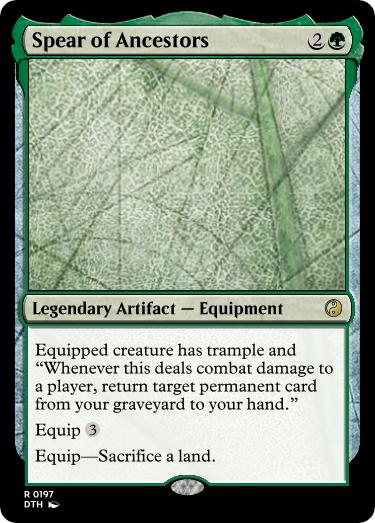 Spear of Ancestors 2
Legendary Artifact — Equipment
Equipped creature has trample and
“Whenever this deals combat damage to
a player, return target permanent card
from your graveyard to your hand.”
Equip 3
Equip—Sacrifice a land.
R 0197
DTH